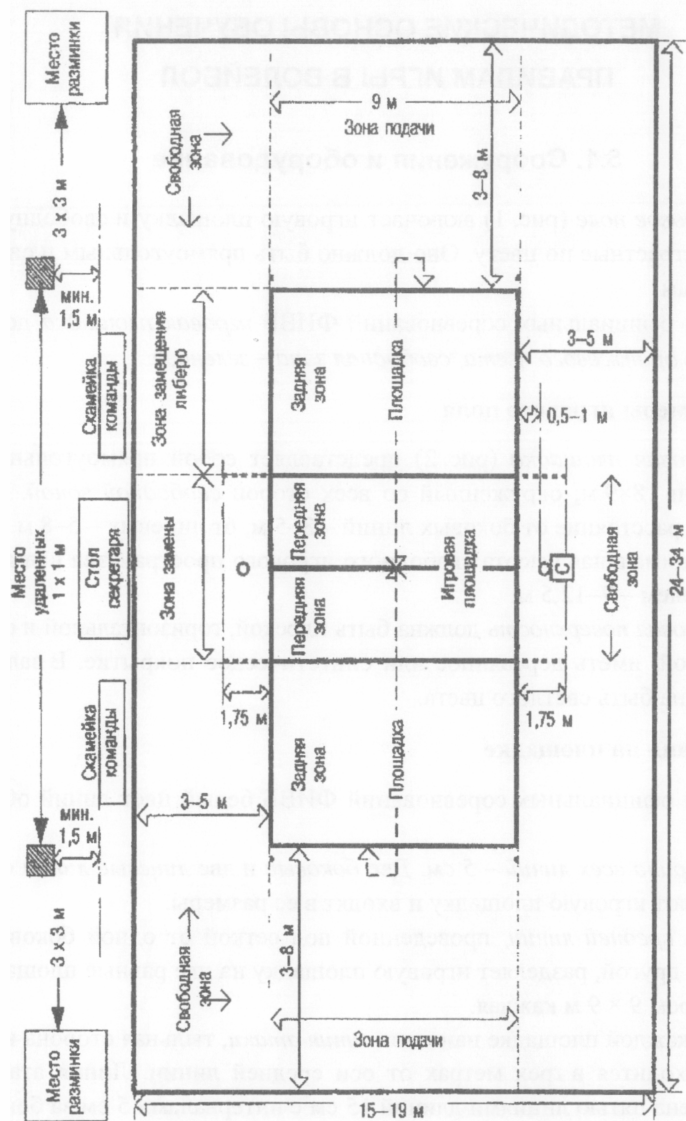 Место
разминки
3 x 3 м
мин.
1,5 м
Скамейка
команды
Свободная
зона
9 м
Зона подачи
3–8 м
Зона замещения
либеро
Задняя
зона
Площадка
3–5 м
0,5–1 м
Место
удаленных
1 x 1 м
Стол
секретаря
Зона замены
Передняя
зона
Передняя
зона
Игровая
площадка
Свободная
зона
24–34 м
Скамейка
команды
1,75 м
Задняя
зона
Площадка
1,75 м
мин.
1,5 м
3–5 м
3 x 3 м
Свободная
зона
3–8 м
Зона подачи
Место
разминки
15–19 м